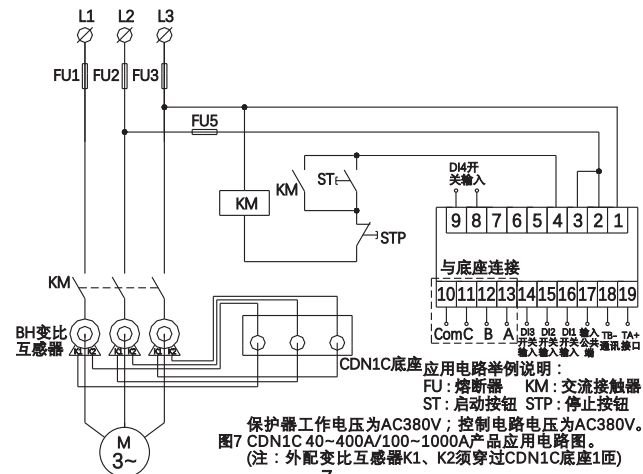 L1 L2 L3
FU1 FU2 FU3
FU5
KM
ST
STP
KM
DI4开
关输入
9 8 7 6 5 4 3 2 1
与底座连接
10 11 12 13 14 15 16 17 18 19
Com C B A
DI3 开关 输入
DI2 开关 输入
DI1 开关 输入
输入 公共 端
TB- 通讯
TA+ 接口
KM
BH变比
互感器
K1 K2 K1 K2 K1 K2
CDN1C底座
M
3~
应用电路举例说明:
FU : 熔断器 KM : 交流接触器
ST : 启动按钮 STP : 停止按钮
保护器工作电压为AC380V;控制电路电压为AC380V。
图7 CDN1C 40~400A/100~1000A产品应用电路图。
(注:外配变比互感器K1、K2须穿过CDN1C底座1匝)